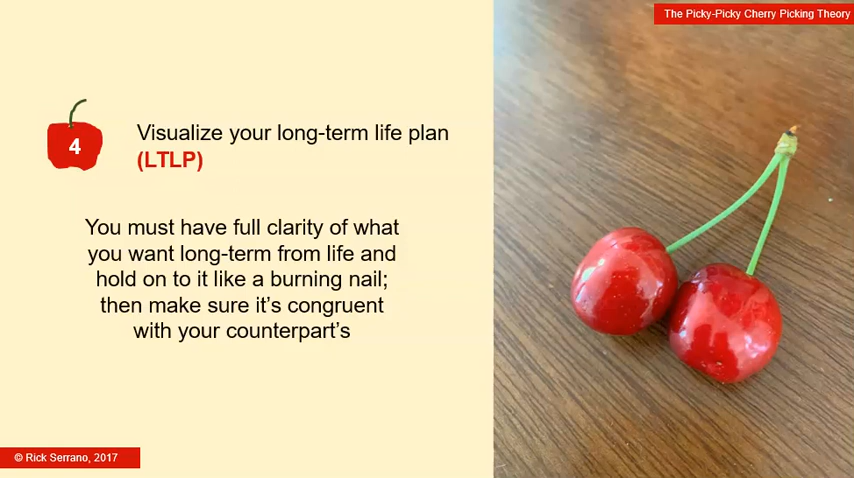 The Picky-Picky Cherry Picking Theory
4
Visualize your long-term life plan
(LTLP)
You must have full clarity of what
you want long-term from life and
hold on to it like a burning nail;
then make sure it’s congruent
with your counterpart’s
© Rick Serrano, 2017